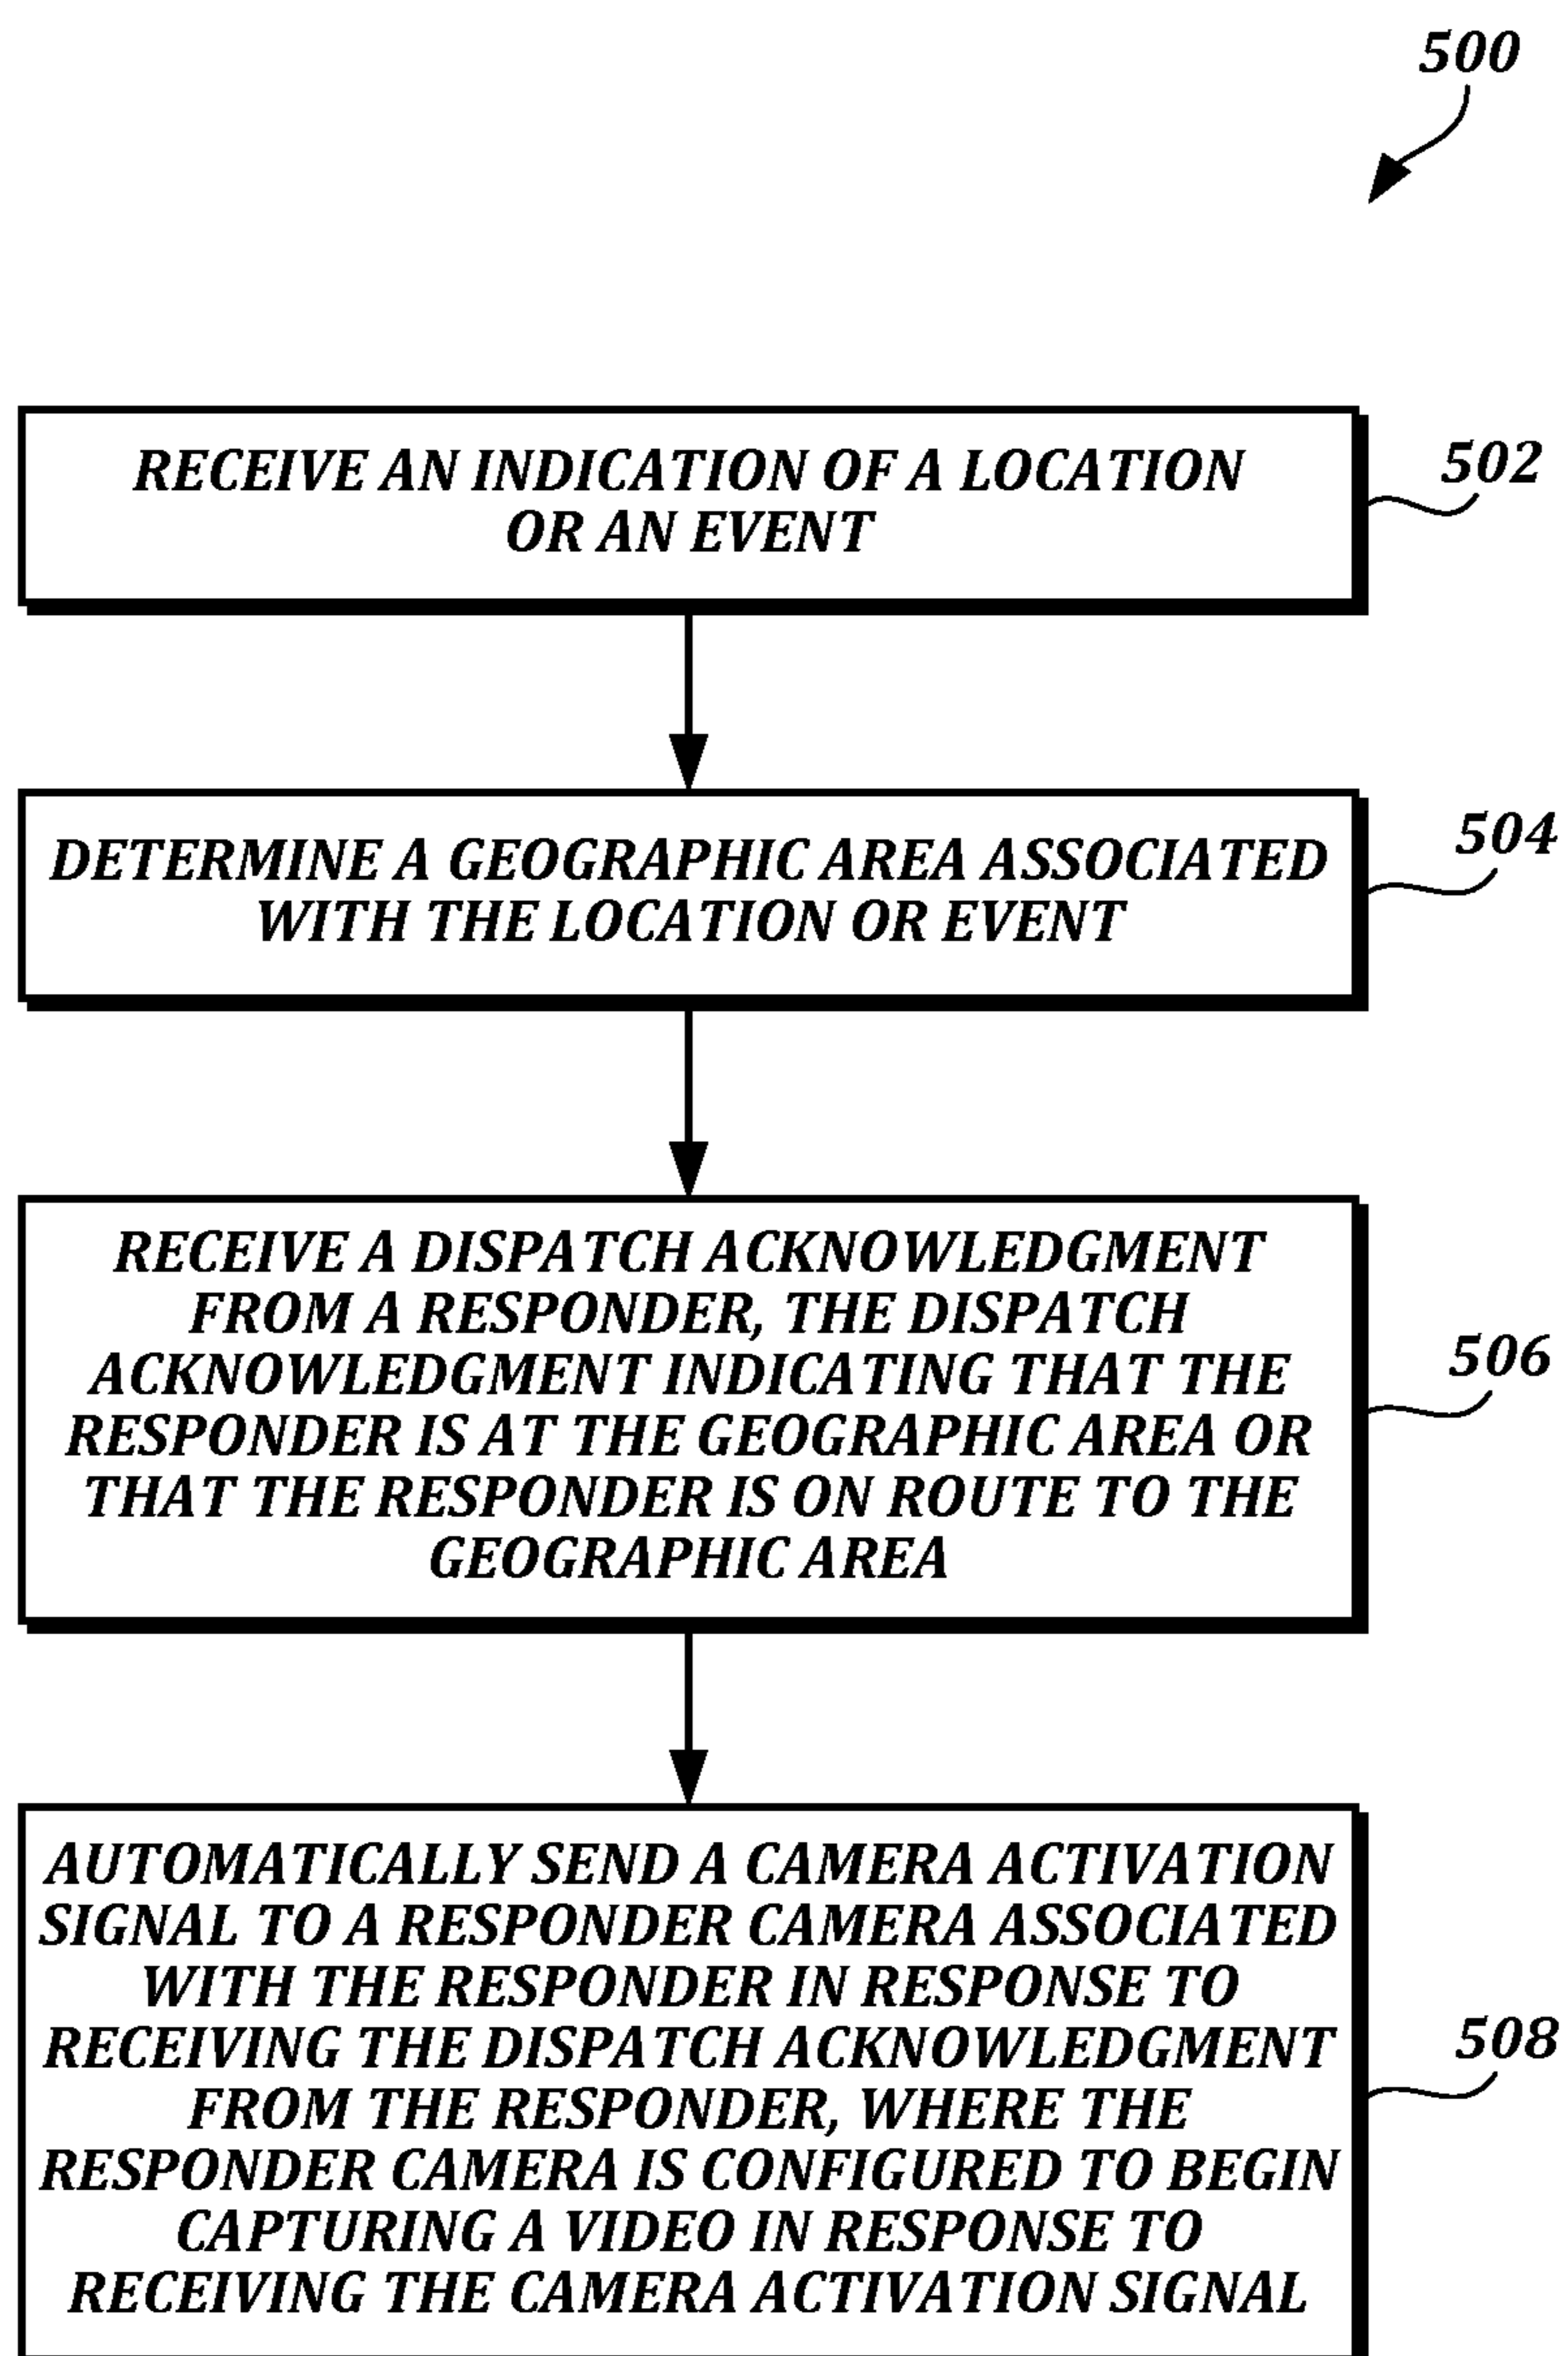 500
RECEIVE AN INDICATION OF A LOCATION
OR AN EVENT
502
DETERMINE A GEOGRAPHIC AREA ASSOCIATED
WITH THE LOCATION OR EVENT
504
RECEIVE A DISPATCH ACKNOWLEDGMENT
FROM A RESPONDER, THE DISPATCH
ACKNOWLEDGMENT INDICATING THAT THE
RESPONDER IS AT THE GEOGRAPHIC AREA OR
THAT THE RESPONDER IS ON ROUTE TO THE
GEOGRAPHIC AREA
506
AUTOMATICALLY SEND A CAMERA ACTIVATION
SIGNAL TO A RESPONDER CAMERA ASSOCIATED
WITH THE RESPONDER IN RESPONSE TO
RECEIVING THE DISPATCH ACKNOWLEDGMENT
FROM THE RESPONDER, WHERE THE
RESPONDER CAMERA IS CONFIGURED TO BEGIN
CAPTURING A VIDEO IN RESPONSE TO
RECEIVING THE CAMERA ACTIVATION SIGNAL
508